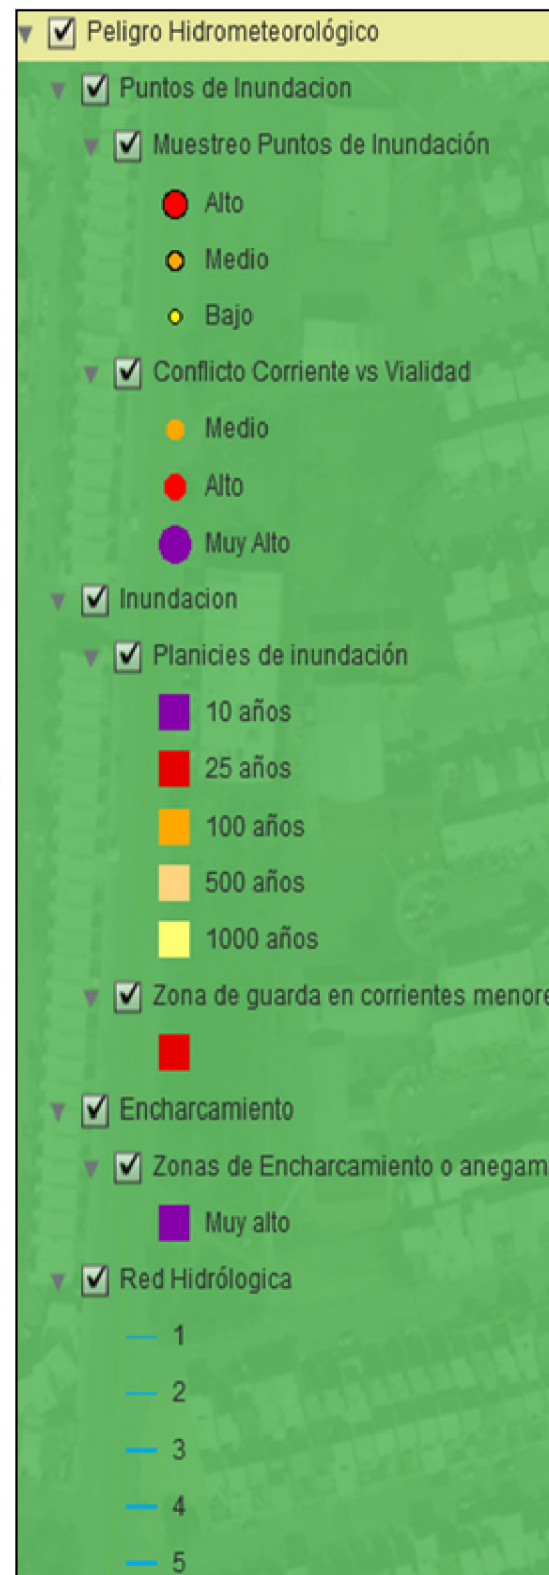 Peligro Hidrometeorológico
Puntos de Inundacion
Muestreo Puntos de Inundación
Alto
Medio
Bajo
Conflicto Corriente vs Vialidad
Medio
Alto
Muy Alto
Inundacion
Planicies de inundación
10 años
25 años
100 años
500 años
1000 años
Zona de guarda en corrientes menore
Encharcamiento
Zonas de Encharcamiento o anegam
Muy alto
Red Hidrólogica
1
2
3
4
5